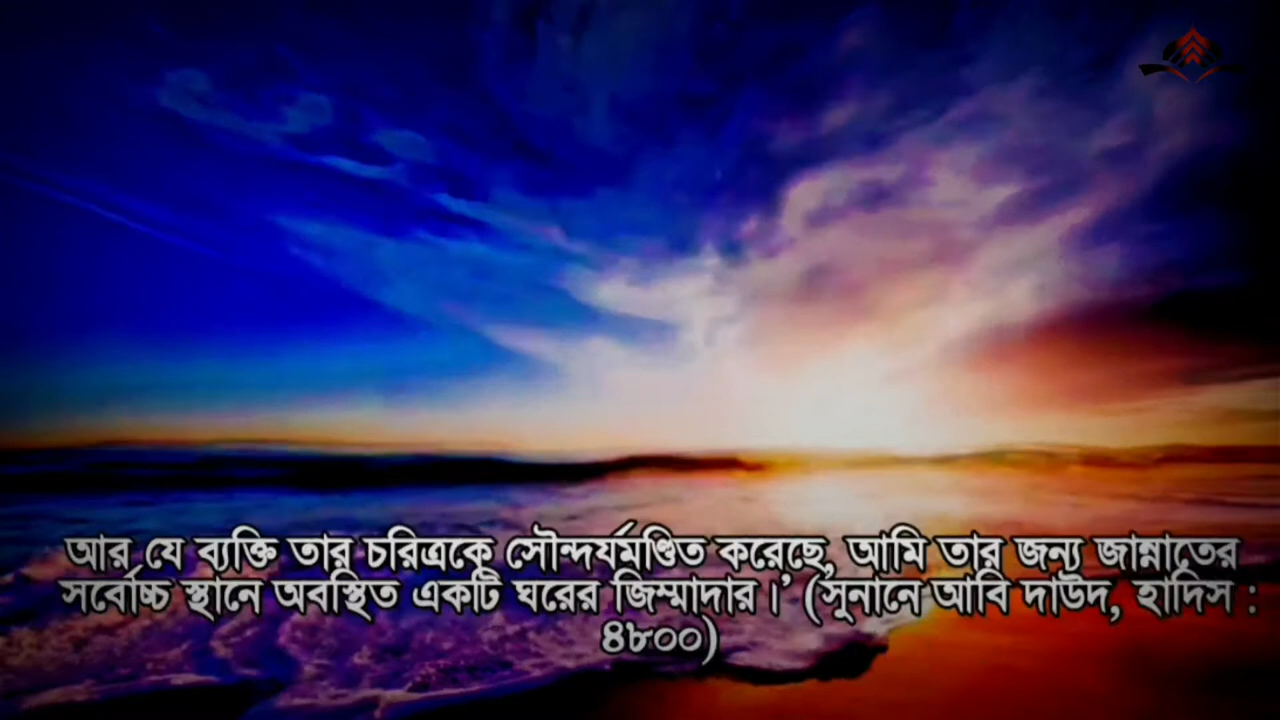 আর যে ব্যক্তি তার চরিত্রকে সৌন্দর্যমণ্ডিত করেছে, আমি তার জন্য জান্নাতের
সর্বোচ্চ স্থানে অবস্থিত একটি ঘরের জিম্মাদার।’ (সুনানে আবি দাউদ, হাদিস :
৪৮০০)